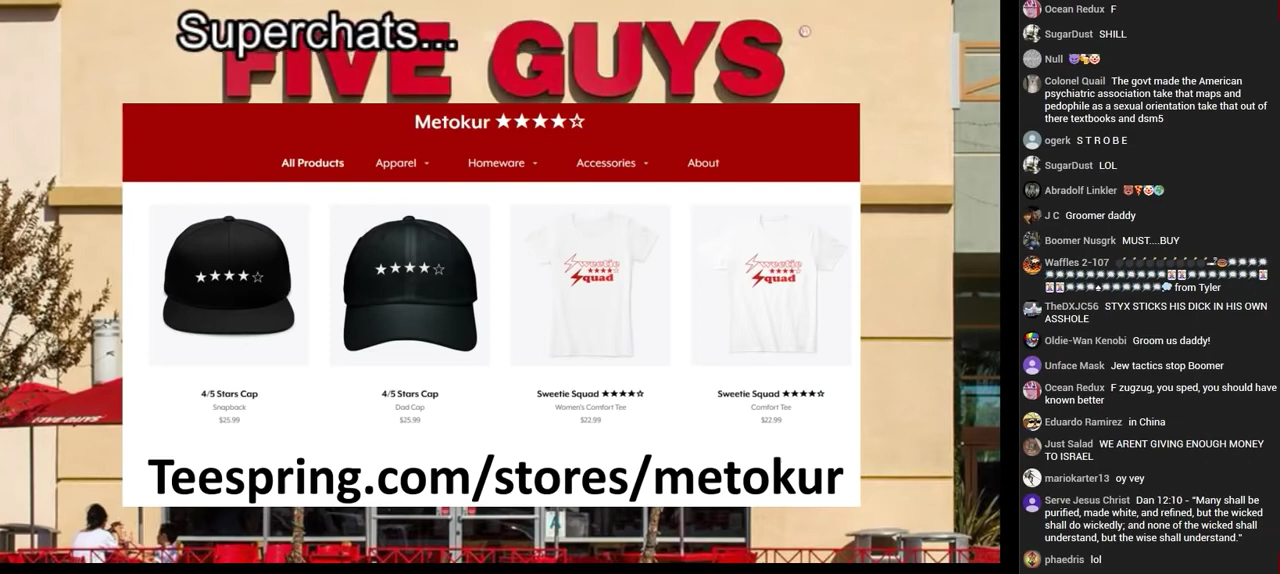 Superchats...
FIVE GUYS
Metokur ★★★★☆
All Products Apparel Homeware Accessories About
★★★★☆
★★★★☆
Sweetie
★★★★☆
Squad
Sweetie
★★★★☆
Squad
4/5 Stars Cap
Snapback
$25.99
4/5 Stars Cap
Dad Cap
$25.99
Sweetie Squad ★★★★☆
Women's Comfort Tee
$22.99
Sweetie Squad ★★★★☆
Comfort Tee
$22.99
Teespring.com/stores/metokur
FIVE GUYS
A
Ocean Redux F
SugarDust SHILL
Null
Colonel Quail The govt made the American
psychiatric association take that maps and
pedophile as a sexual orientation take that out of
there textbooks and dsm5
ogerk S T R O B E
SugarDust LOL
Abradolf Linkler
J C Groomer daddy
Boomer Nusgrk MUST....BUY
Waffles 2-107
from Tyler
TheDXJC56 STYX STICKS HIS DICK IN HIS OWN
ASSHOLE
Oldie-Wan Kenobi Groom us daddy!
Unface Mask Jew tactics stop Boomer
Ocean Redux F zugzug, you sped, you should have
known better
Eduardo Ramirez in China
Just Salad WE ARENT GIVING ENOUGH MONEY
TO ISRAEL
mariokarter13 oy vey
Serve Jesus Christ Dan 12:10 - “Many shall be
purified, made white, and refined, but the wicked
shall do wickedly; and none of the wicked shall
understand, but the wise shall understand.”
phaedris lol